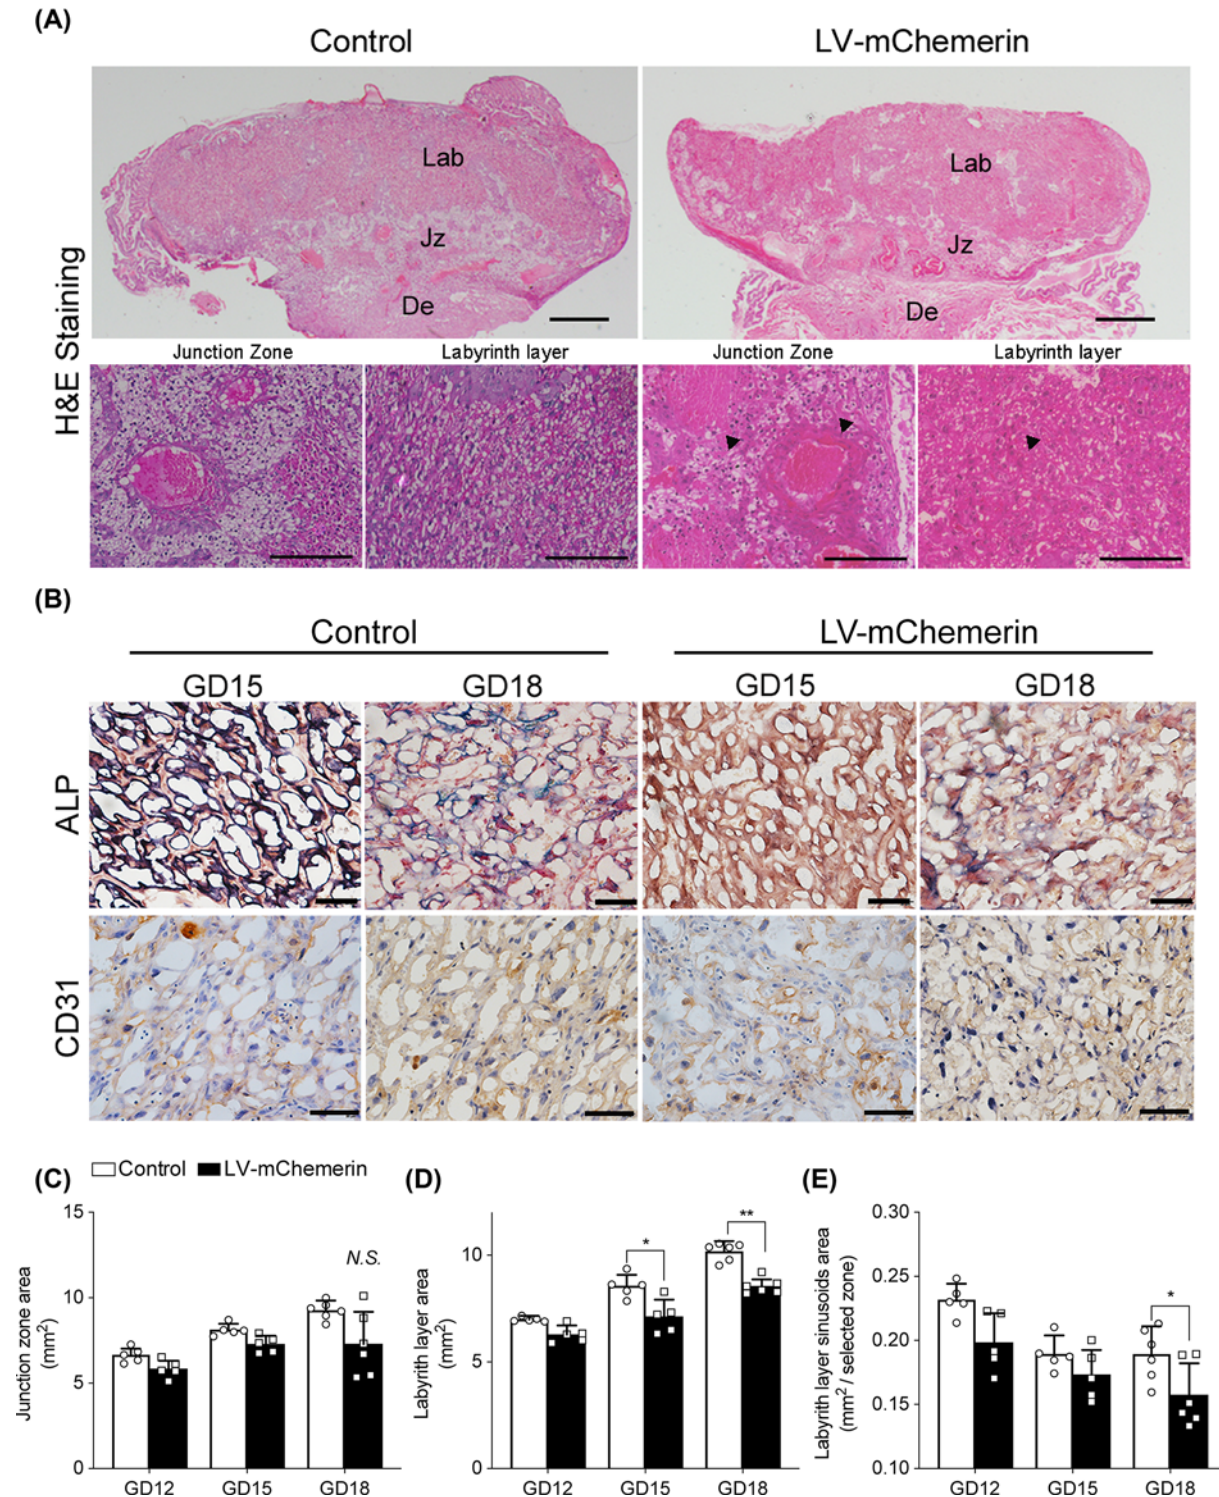 (A)
Control
LV-mChemerin
H&E Staining
Lab
Jz
De
Lab
Jz
De
Junction Zone
Labyrinth layer
Junction Zone
Labyrinth layer
(B)
Control
LV-mChemerin
GD15
GD18
GD15
GD18
ALP
CD31
Control
LV-mChemerin
(C)
Junction zone area
(mm²)
15
10
5
0
N.S.
GD12
GD15
GD18
(D)
Labyrith layer area
(mm²)
10
5
0
*
**
GD12
GD15
GD18
(E)
Labyrith layer sinusoids area
(mm² / selected zone)
0.30
0.25
0.20
0.15
0.10
*
GD12
GD15
GD18